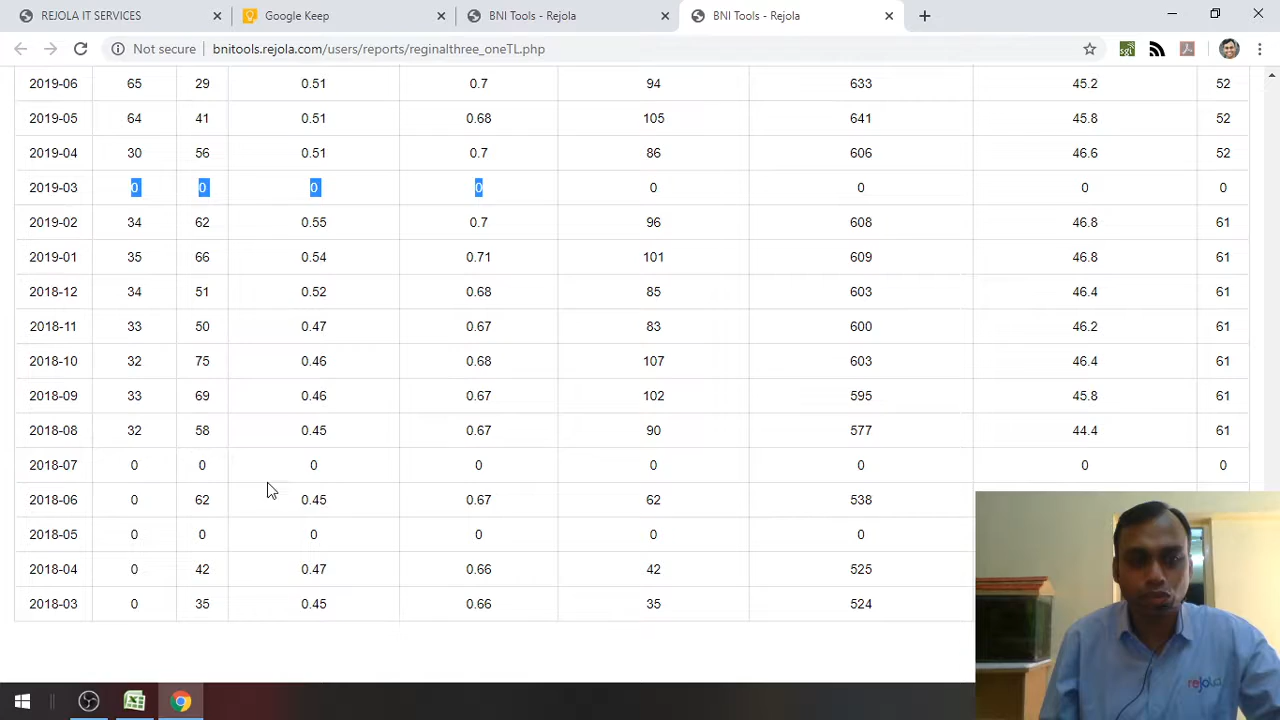 REJOLA IT SERVICES Google Keep BNI Tools - Rejola BNI Tools - Rejola
Not secure bnitools.rejola.com/users/reports/reginalthree_oneTL.php
2019-06 65 29 0.51 0.7 94 633 45.2 52
2019-05 64 41 0.51 0.68 105 641 45.8 52
2019-04 30 56 0.51 0.7 86 606 46.6 52
2019-03 0 0 0 0 0 0 0 0
2019-02 34 62 0.55 0.7 96 608 46.8 61
2019-01 35 66 0.54 0.71 101 609 46.8 61
2018-12 34 51 0.52 0.68 85 603 46.4 61
2018-11 33 50 0.47 0.67 83 600 46.2 61
2018-10 32 75 0.46 0.68 107 603 46.4 61
2018-09 33 69 0.46 0.67 102 595 45.8 61
2018-08 32 58 0.45 0.67 90 577 44.4 61
2018-07 0 0 0 0 0 0 0 0
2018-06 0 62 0.45 0.67 62 538
2018-05 0 0 0 0 0 0
2018-04 0 42 0.47 0.66 42 525
2018-03 0 35 0.45 0.66 35 524
rejola